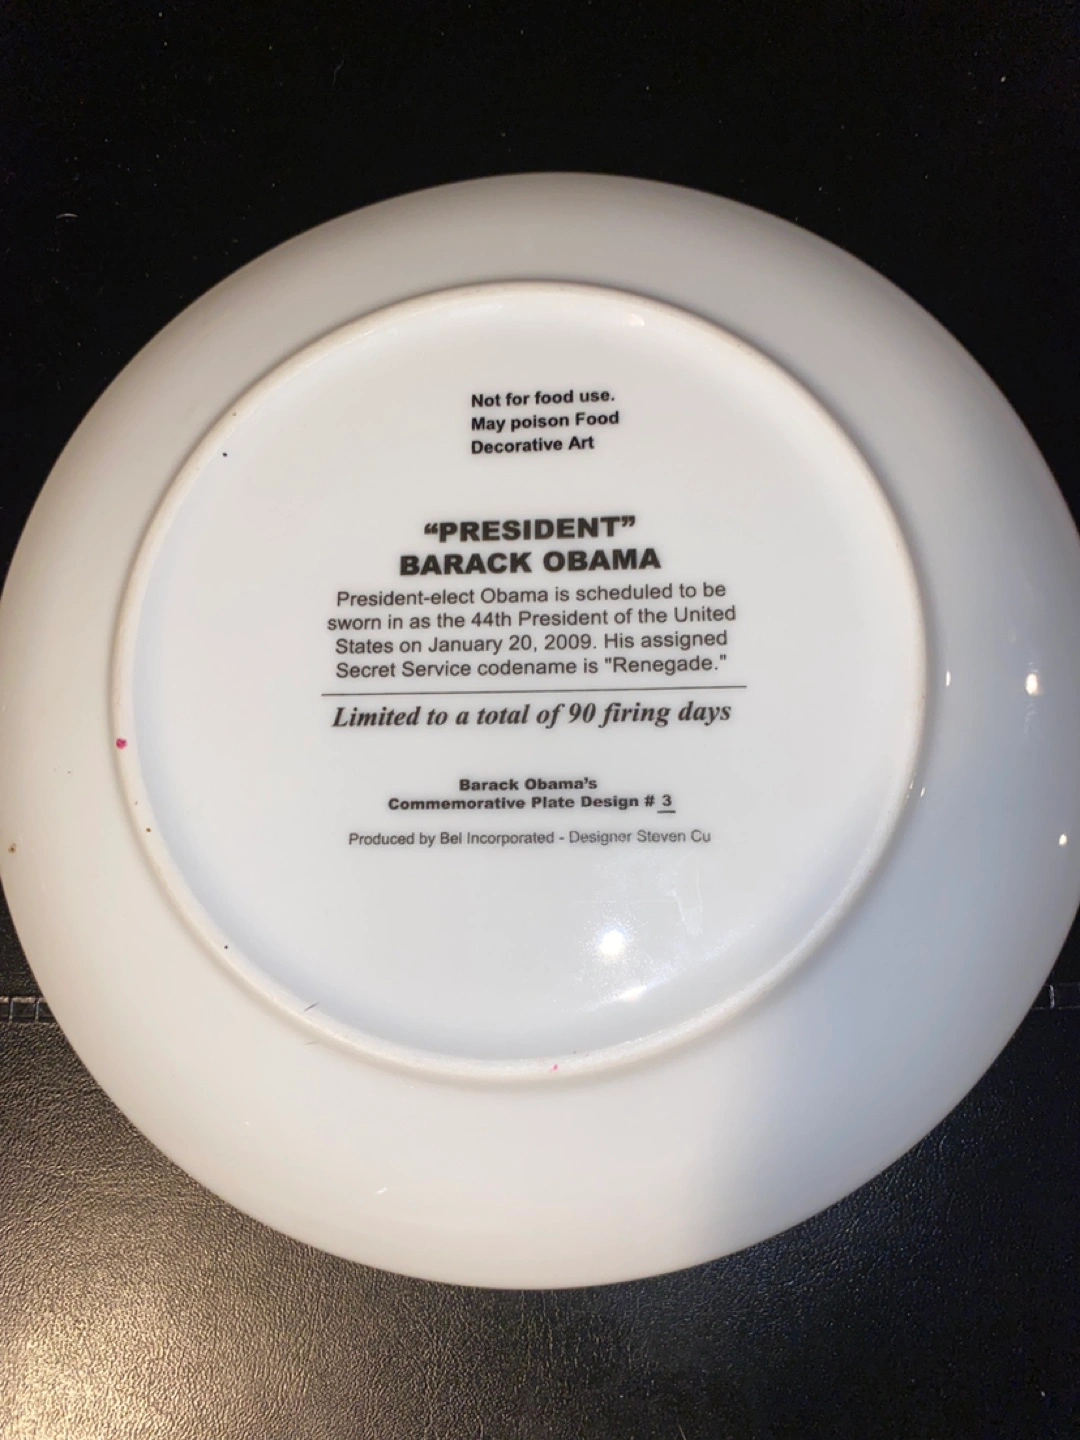 Not for food use.
May poison Food
Decorative Art
“PRESIDENT”
BARACK OBAMA
President-elect Obama is scheduled to be
sworn in as the 44th President of the United
States on January 20, 2009. His assigned
Secret Service codename is "Renegade."
Limited to a total of 90 firing days
Barack Obama’s
Commemorative Plate Design # 3
Produced by Bel Incorporated - Designer Steven Cu